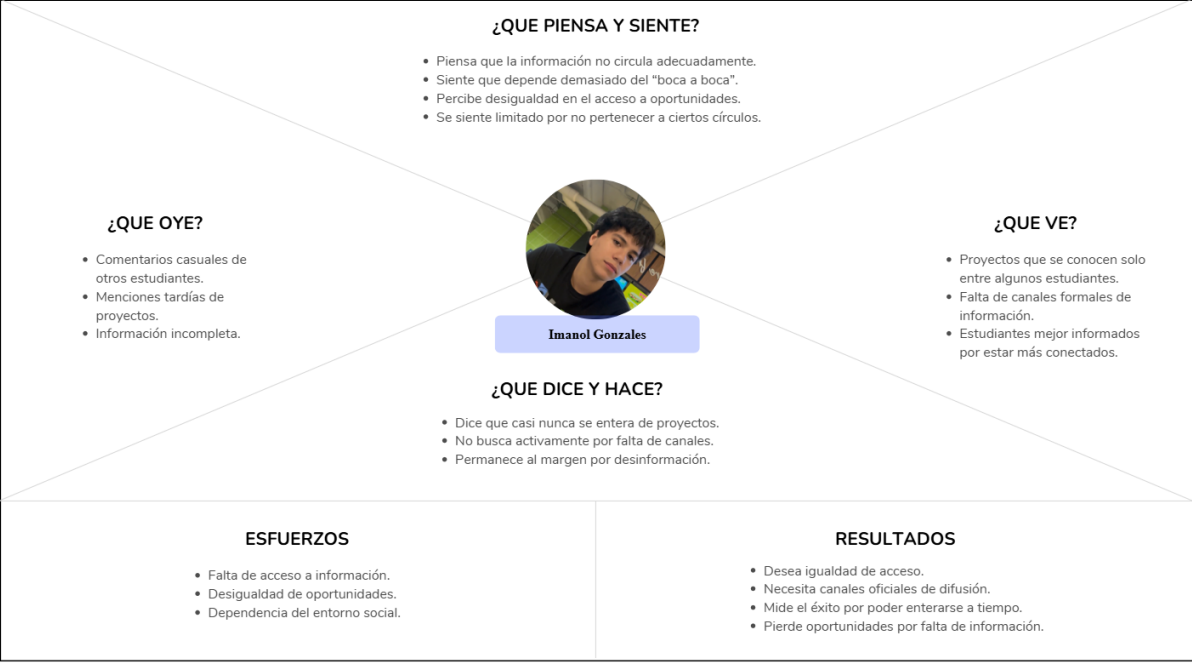 ¿QUE PIENSA Y SIENTE?
• Piensa que la información no circula adecuadamente.
• Siente que depende demasiado del “boca a boca”.
• Percibe desigualdad en el acceso a oportunidades.
• Se siente limitado por no pertenecer a ciertos círculos.
¿QUE OYE?
• Comentarios casuales de
otros estudiantes.
• Menciones tardías de
proyectos.
• Información incompleta.
¿QUE VE?
• Proyectos que se conocen solo
entre algunos estudiantes.
• Falta de canales formales de
información.
• Estudiantes mejor informados
por estar más conectados.
Imanol Gonzales
¿QUE DICE Y HACE?
• Dice que casi nunca se entera de proyectos.
• No busca activamente por falta de canales.
• Permanece al margen por desinformación.
ESFUERZOS
• Falta de acceso a información.
• Desigualdad de oportunidades.
• Dependencia del entorno social.
RESULTADOS
• Desea igualdad de acceso.
• Necesita canales oficiales de difusión.
• Mide el éxito por poder enterarse a tiempo.
• Pierde oportunidades por falta de información.